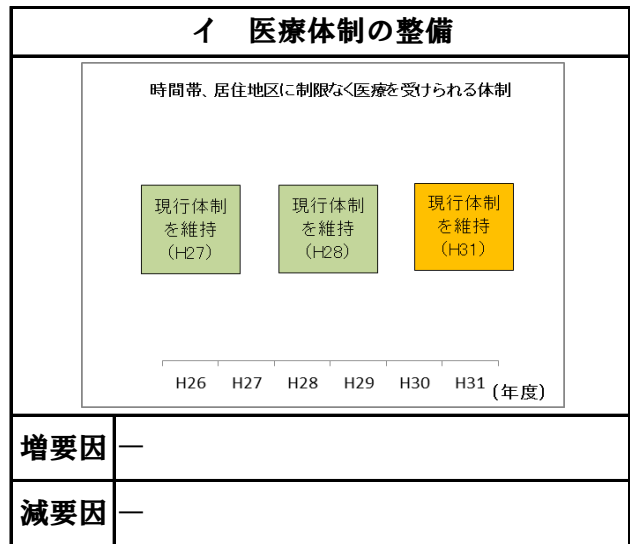 イ　医療体制の整備
時間帯、居住地区に制限なく医療を受けられる体制
現行体制
を維持
（H27）
現行体制
を維持
（H28）
現行体制
を維持
（H31）
H26 H27 H28 H29 H30 H31 (年度)
増要因 ―
減要因 ―